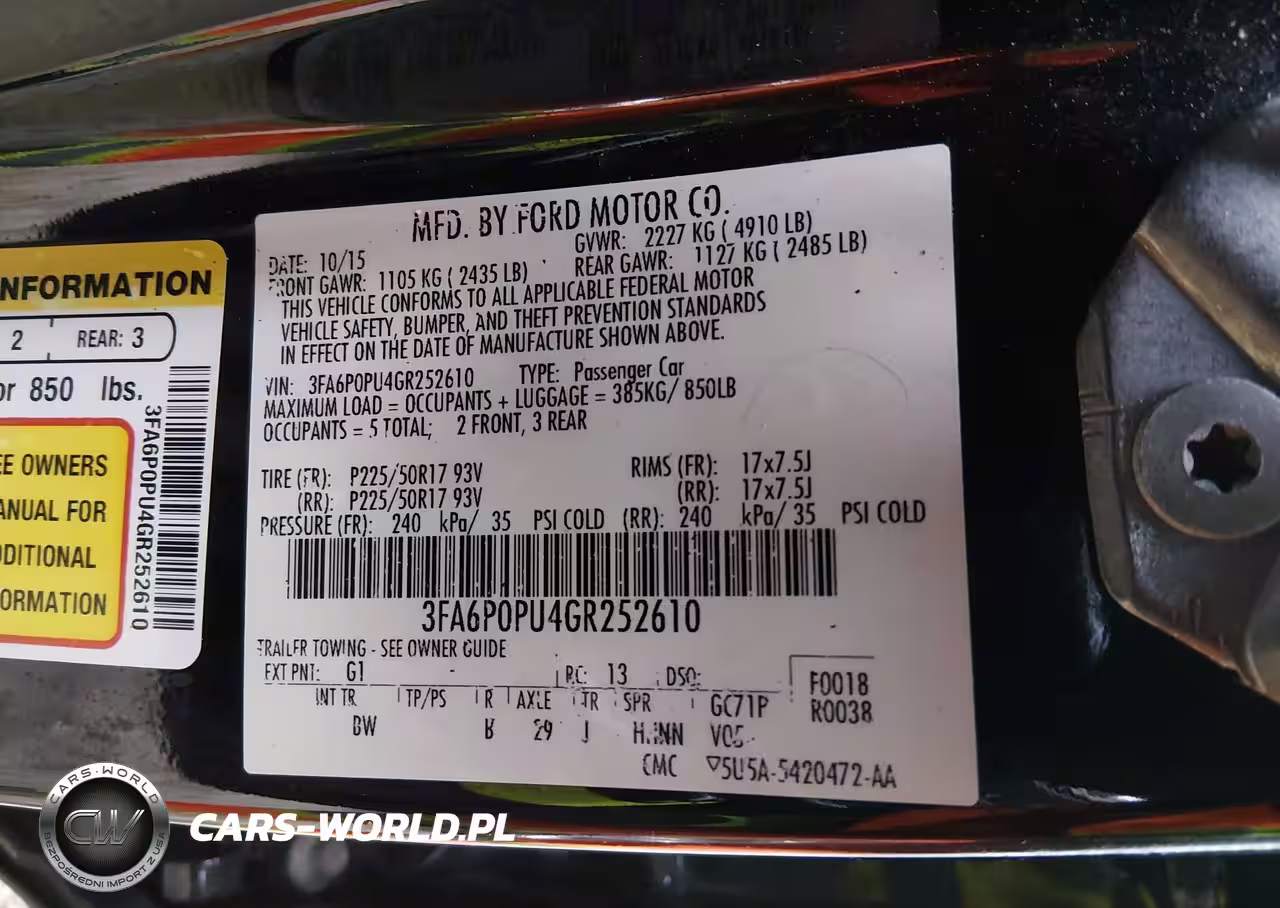 NFORMATION
2 REAR: 3
or 850 lbs.
EE OWNERS
ANUAL FOR
DDITIONAL
ORMATION
3FA6P0PU4GR252610
MFD. BY FORD MOTOR CO.
DATE: 10/15 GVWR: 2227 KG ( 4910 LB)
FRONT GAWR: 1105 KG ( 2435 LB) REAR GAWR: 1127 KG ( 2485 LB)
THIS VEHICLE CONFORMS TO ALL APPLICABLE FEDERAL MOTOR
VEHICLE SAFETY, BUMPER, AND THEFT PREVENTION STANDARDS
IN EFFECT ON THE DATE OF MANUFACTURE SHOWN ABOVE.
VIN: 3FA6P0PU4GR252610 TYPE: Passenger Car
MAXIMUM LOAD = OCCUPANTS + LUGGAGE = 385KG/ 850LB
OCCUPANTS = 5 TOTAL; 2 FRONT, 3 REAR
TIRE (FR): P225/50R17 93V RIMS (FR): 17x7.5J
(RR): P225/50R17 93V (RR): 17x7.5J
PRESSURE (FR): 240 kPa/ 35 PSI COLD (RR): 240 kPa/ 35 PSI COLD
3FA6P0PU4GR252610
TRAILER TOWING - SEE OWNER GUIDE
EXT PNT: G1 - RC: 13 DSO:
INT TR TP/PS R AXLE TR SPR GC71P
F0018
R0038
BW 29 J
CMC ▽5U5A-5420472-AA
CARS-WORLD
CW
BEZPOŚREDNI IMPORT Z USA
CARS-WORLD.PL